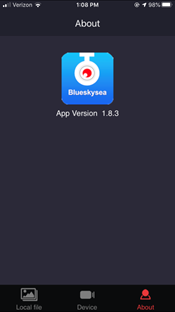 Verizon
1:08 PM
98%
About
Blueskysea
App Version 1.8.3
Local file
Device
About